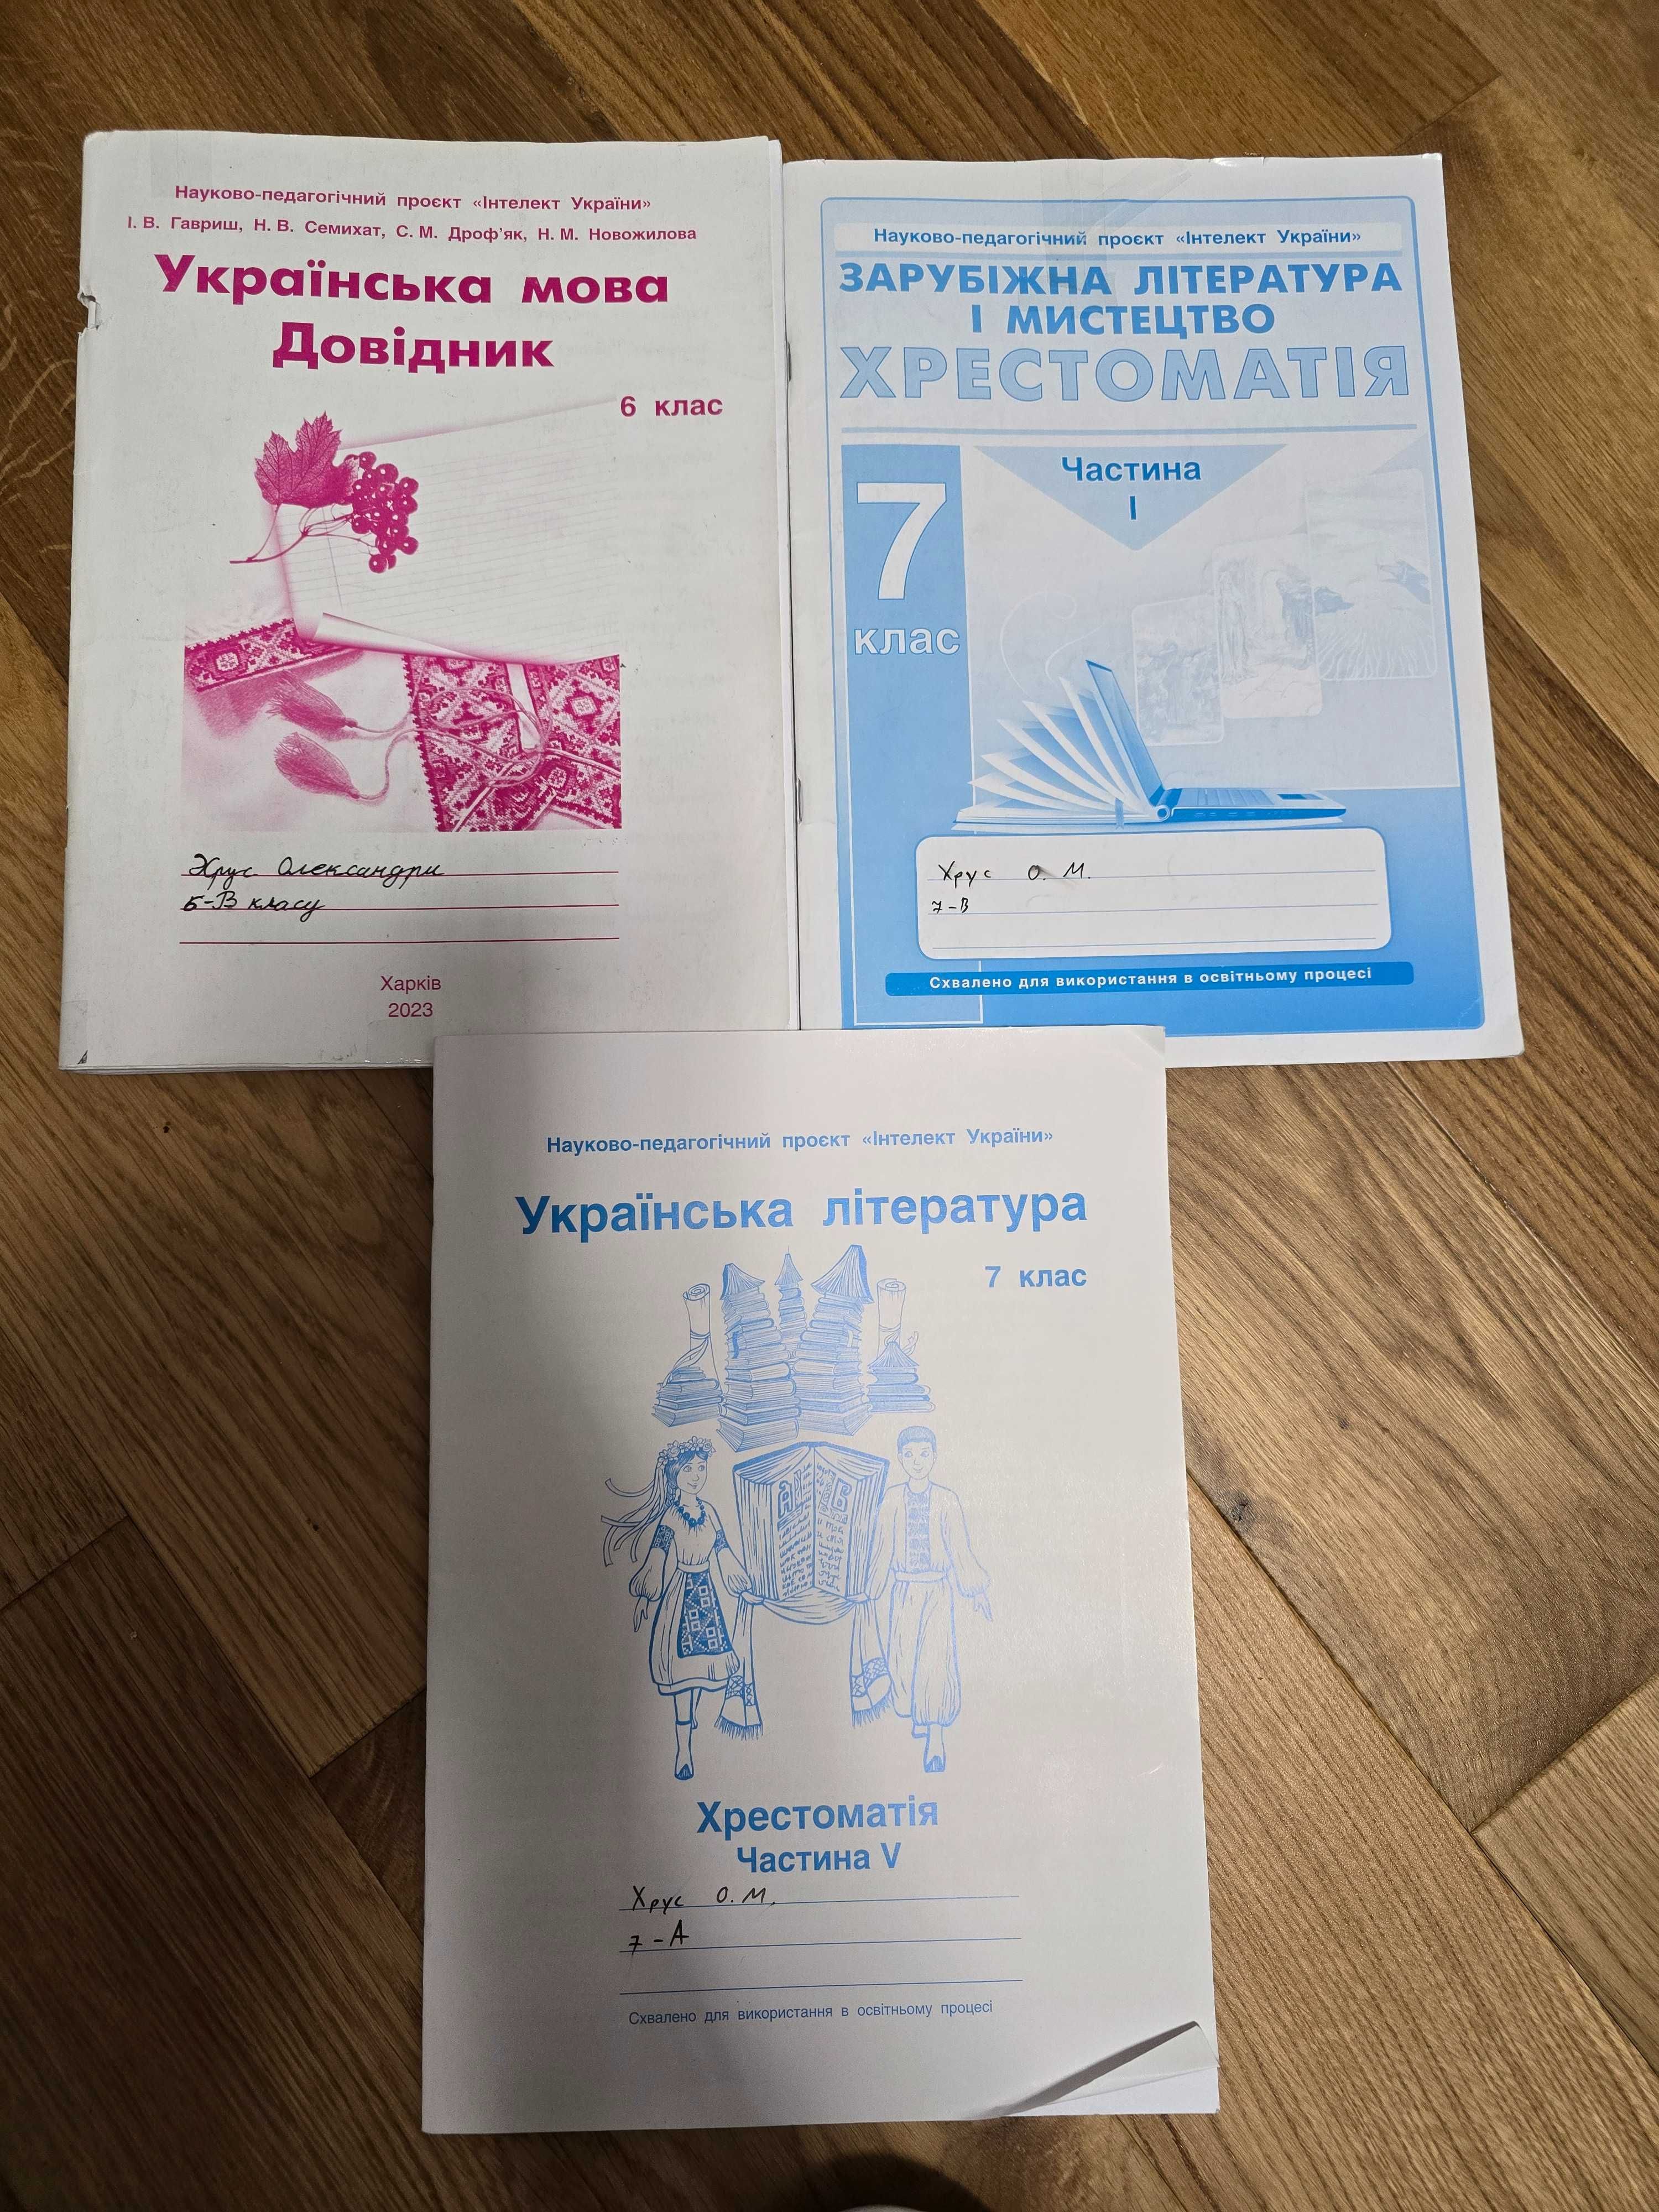 Науково-педагогічний проєкт «Інтелект України»
І. В. Гавриш, Н. В. Семихат, С. М. Дроф'як, Н. М. Новожилова
Українська мова
Довідник
6 клас
Хрус Олександри
6-В класу
Харків
2023
Науково-педагогічний проєкт «Інтелект України»
ЗАРУБІЖНА ЛІТЕРАТУРА
І МИСТЕЦТВО
ХРЕСТОМАТІЯ
7
клас
Частина
I
Хрус О. М.
7-В
Схвалено для використання в освітньому процесі
Науково-педагогічний проєкт «Інтелект України»
Українська література
7 клас
Хрестоматія
Частина V
Хрус О. М.
7-А
Схвалено для використання в освітньому процесі